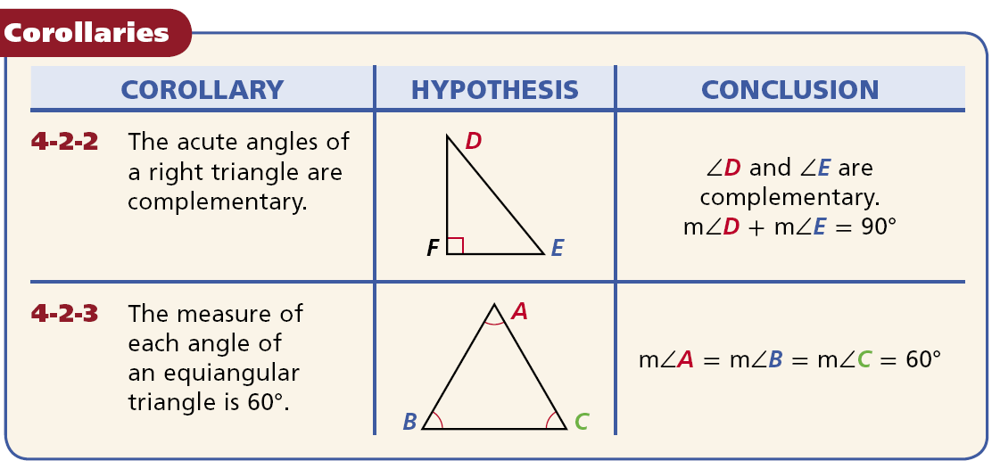 Corollaries
COROLLARY
HYPOTHESIS
CONCLUSION
4-2-2 The acute angles of
a right triangle are
complementary.
D
F
E
∠D and ∠E are
complementary.
m∠D + m∠E = 90°
4-2-3 The measure of
each angle of
an equiangular
triangle is 60°.
A
B
C
m∠A = m∠B = m∠C = 60°